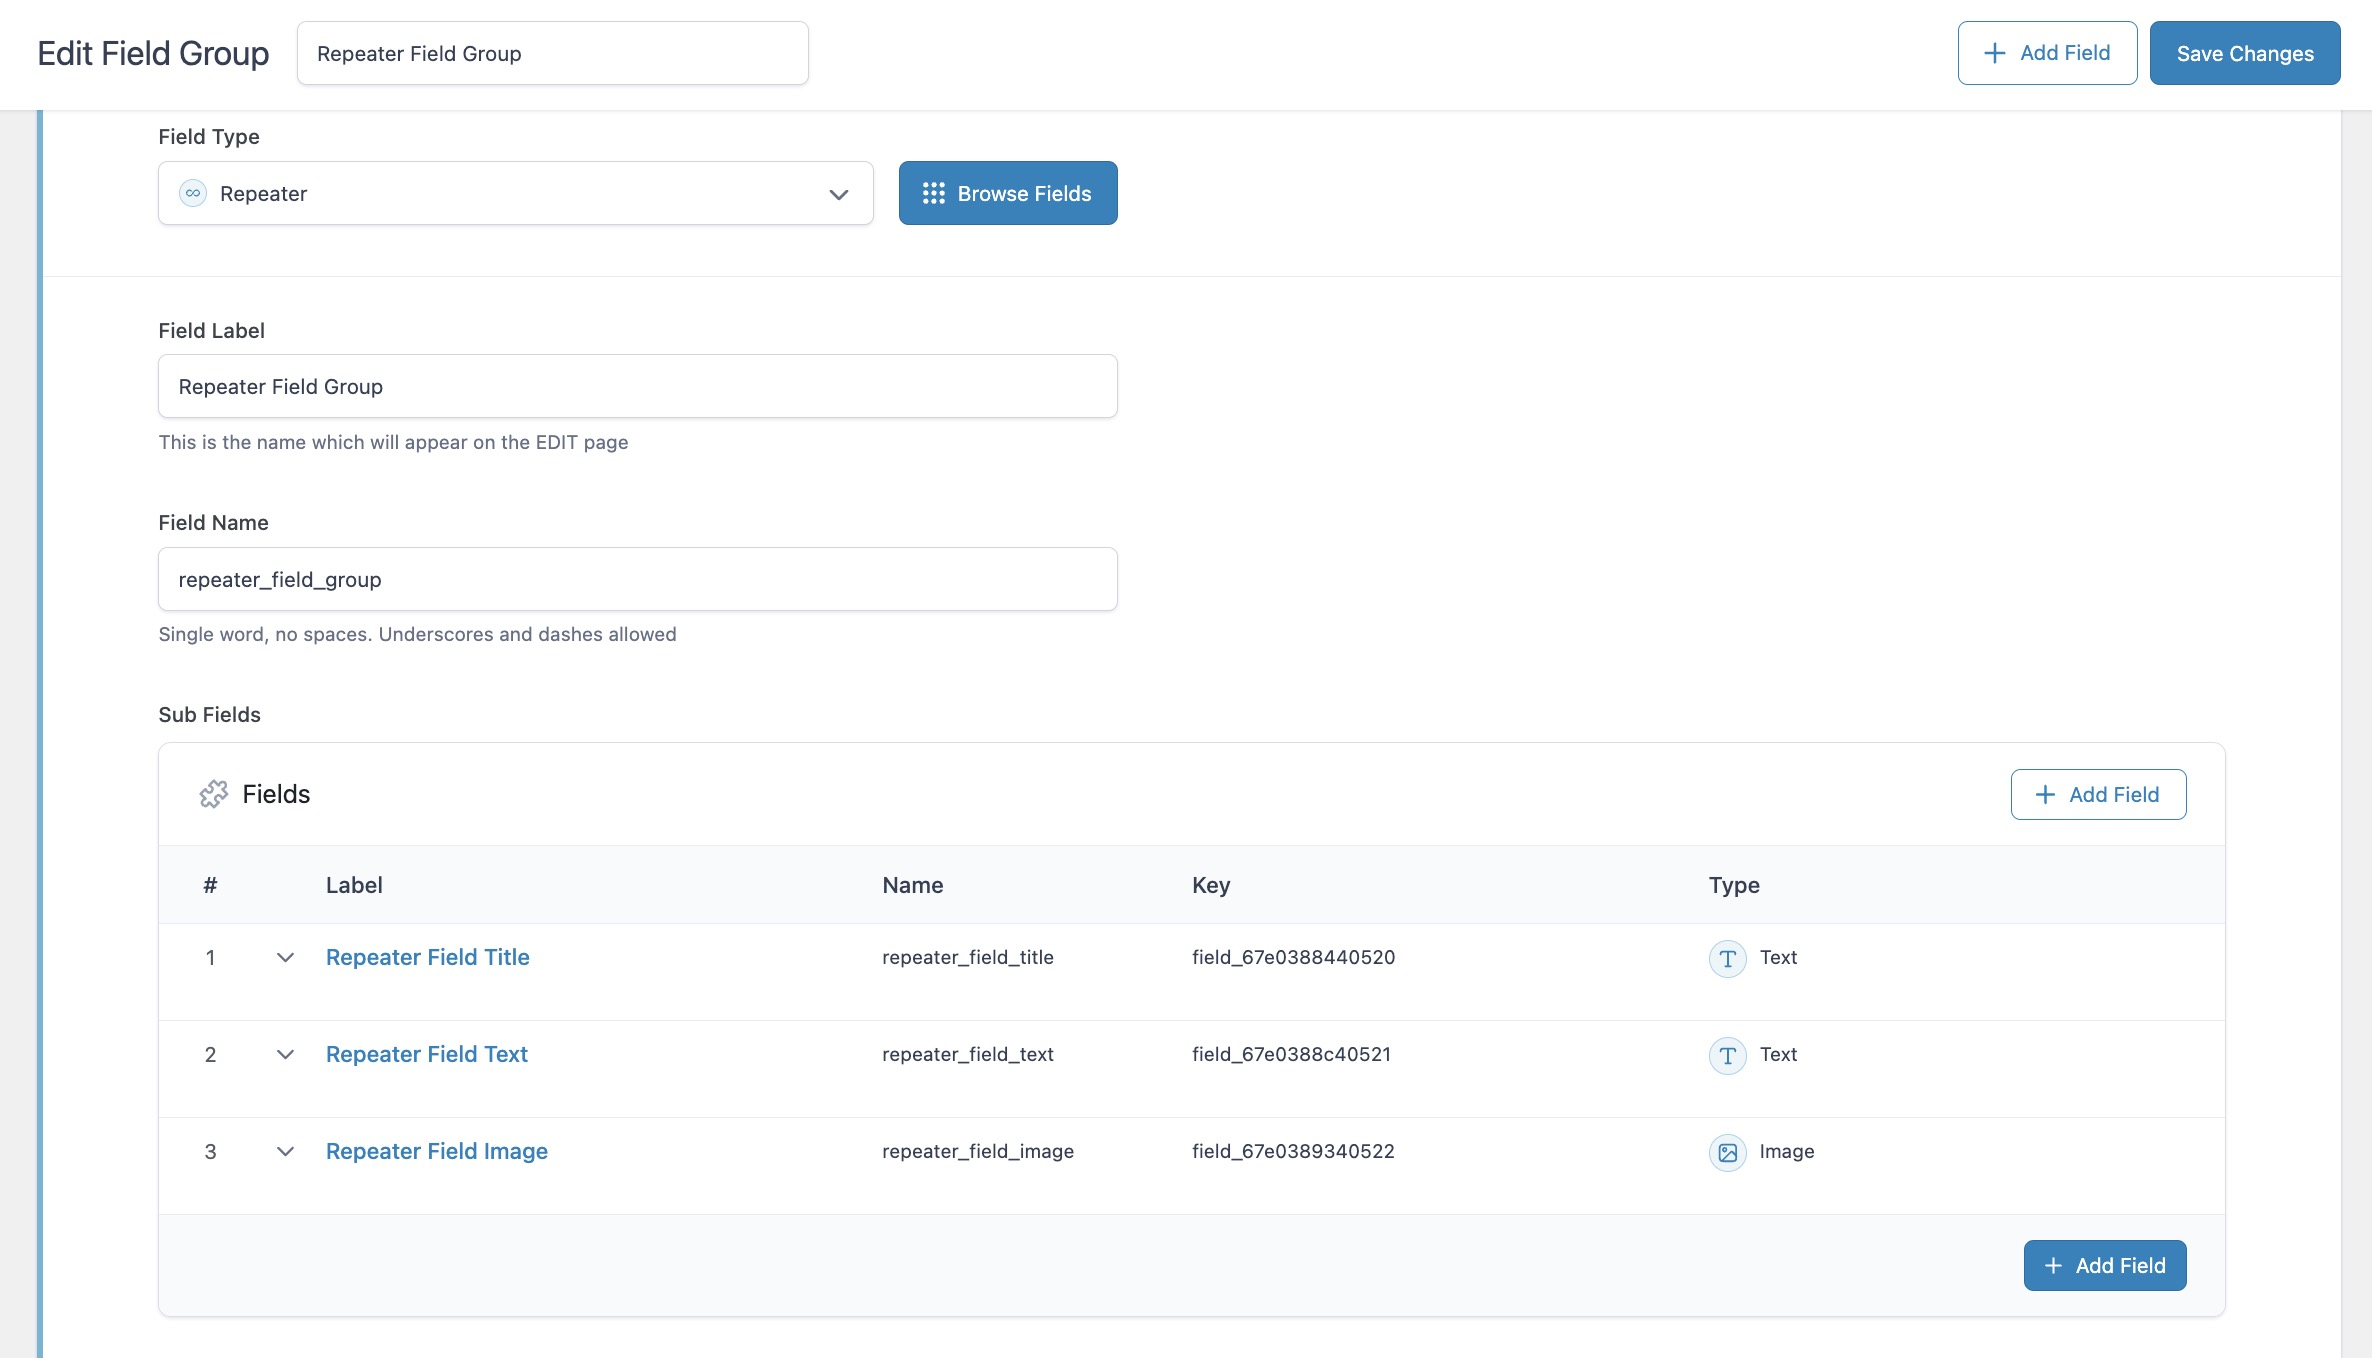 Edit Field Group
Repeater Field Group
Add Field
Save Changes
Field Type
Repeater
Browse Fields
Field Label
Repeater Field Group
This is the name which will appear on the EDIT page
Field Name
repeater_field_group
Single word, no spaces. Underscores and dashes allowed
Sub Fields
Fields
Add Field
# Label Name Key Type
1 Repeater Field Title repeater_field_title field_67e0388440520 Text
2 Repeater Field Text repeater_field_text field_67e0388c40521 Text
3 Repeater Field Image repeater_field_image field_67e0389340522 Image
Add Field